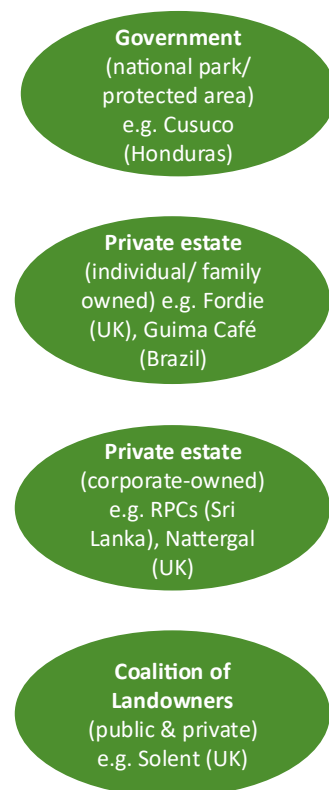 Government
(national park/
protected area)
e.g. Cusuco
(Honduras)
Private estate
(individual/ family
owned) e.g. Fordie
(UK), Guima Café
(Brazil)
Private estate
(corporate-owned)
e.g. RPCs (Sri
Lanka), Nattergal
(UK)
Coalition of
Landowners
(public & private)
e.g. Solent (UK)